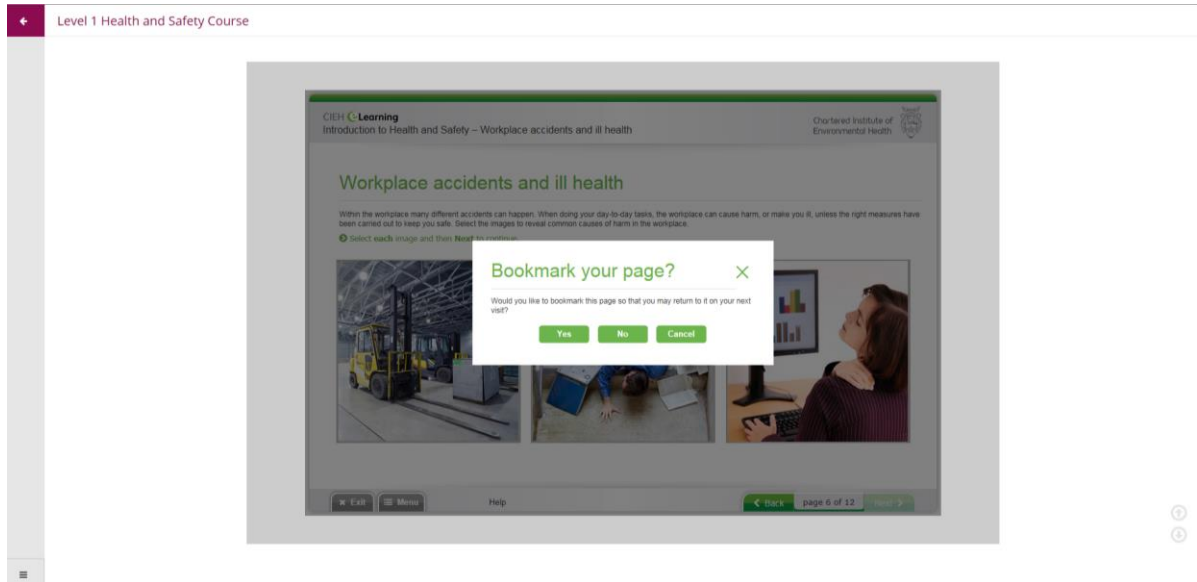 Level 1 Health and Safety Course
CIEH e-Learning
Introduction to Health and Safety – Workplace accidents and ill health
Chartered Institute of
Environmental Health
Workplace accidents and ill health
Within the workplace many different accidents can happen. When doing your day-to-day tasks, the workplace can cause harm, or make you ill, unless the right measures have
been carried out to keep you safe. Select the images to reveal common causes of harm in the workplace.
Select each image and then Next to continue
Bookmark your page?
Would you like to bookmark this page so that you may return to it on your next
visit?
Yes No Cancel
Exit Menu Help Back page 6 of 12 Next